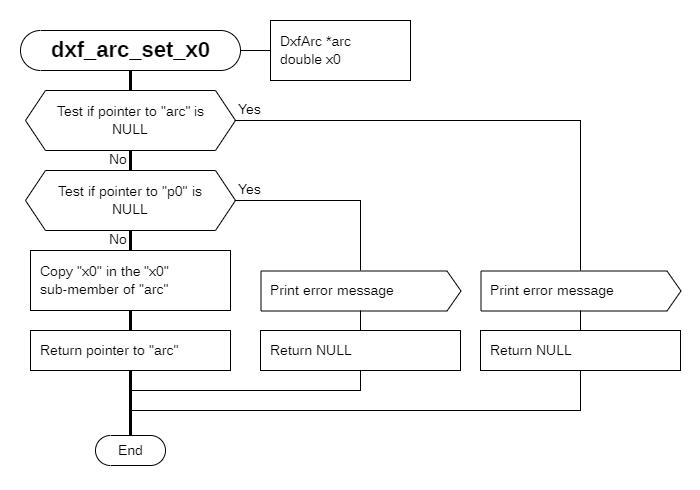 dxf_arc_set_x0
DxfArc *arc
double x0
Test if pointer to "arc" is
NULL
Yes
No
Test if pointer to "p0" is
NULL
Yes
No
Copy "x0" in the "x0"
sub-member of "arc"
Print error message
Print error message
Return pointer to "arc"
Return NULL
Return NULL
End